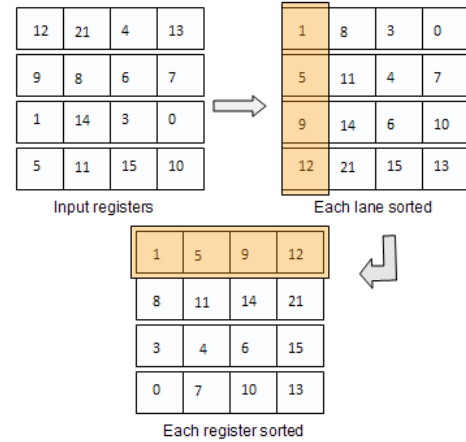 12 21 4 13
9 8 6 7
1 14 3 0
5 11 15 10
Input registers
1 8 3 0
5 11 4 7
9 14 6 10
12 21 15 13
Each lane sorted
1 5 9 12
8 11 14 21
3 4 6 15
0 7 10 13
Each register sorted